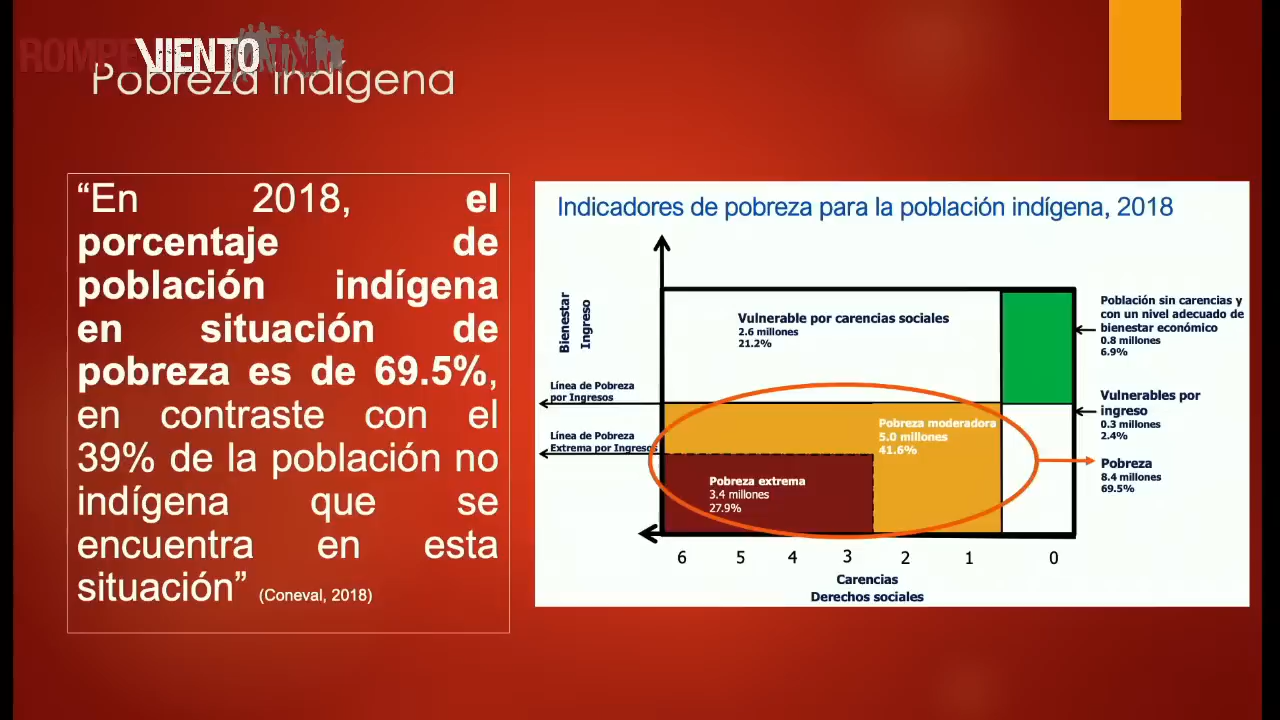 ROMPEVIENTO
Pobreza indígena
“En 2018, el
porcentaje de
población indígena
en situación de
pobreza es de 69.5%,
en contraste con el
39% de la población no
indígena que se
encuentra en esta
situación” (Coneval, 2018)
Indicadores de pobreza para la población indígena, 2018
Bienestar
Ingreso
Vulnerable por carencias sociales
2.6 millones
21.2%
Población sin carencias y
con un nivel adecuado de
bienestar económico
0.8 millones
6.9%
Línea de Pobreza
por Ingresos
Vulnerables por
ingreso
0.3 millones
2.4%
Línea de Pobreza
Extrema por Ingresos
Pobreza moderadora
5.0 millones
41.6%
Pobreza
8.4 millones
69.5%
Pobreza extrema
3.4 millones
27.9%
6 5 4 3 2 1 0
Carencias
Derechos sociales